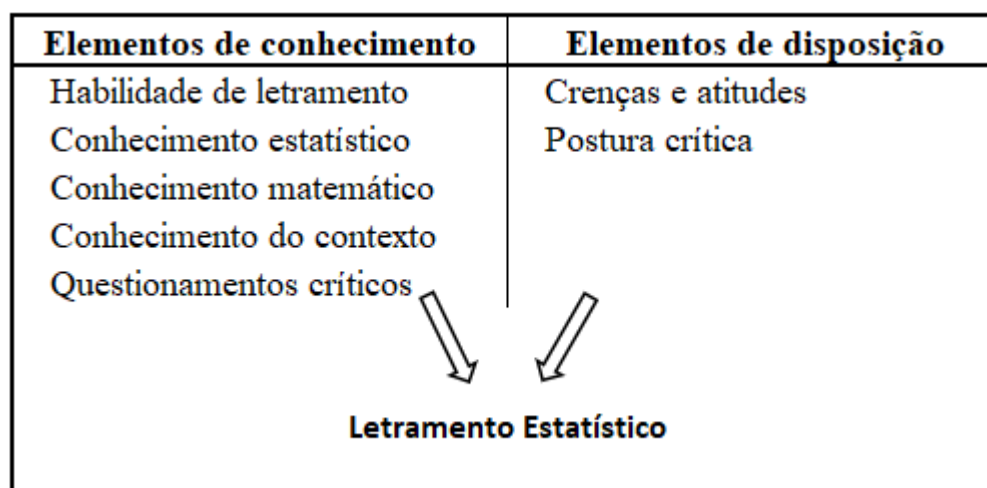 Elementos de conhecimento
Elementos de disposição
Habilidade de letramento
Conhecimento estatístico
Conhecimento matemático
Conhecimento do contexto
Questionamentos críticos
Crenças e atitudes
Postura crítica
Letramento Estatístico